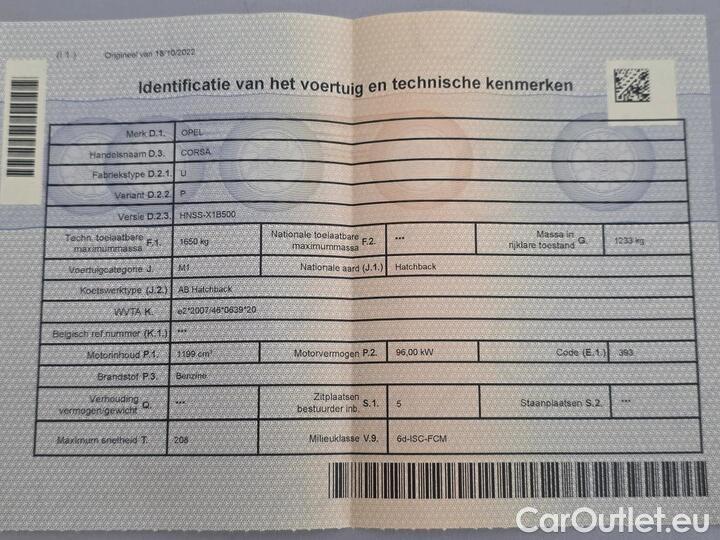 (I.1.) Origineel van 18/10/2022
Identificatie van het voertuig en technische kenmerken
Merk D.1. OPEL
Handelsnaam D.3. CORSA
Fabriekstype D.2.1. U
Variant D.2.2. P
Versie D.2.3. HNSS-X1B500
Techn. toelaatbare maximummassa F.1. 1650 kg Nationale toelaatbare maximummassa F.2. *** Massa in rijklare toestand G. 1233 kg
Voertuigcategorie J. M1 Nationale aard (J.1.) Hatchback
Koetswerktype (J.2.) AB Hatchback
WVTA K. e2*2007/46*0639*20
Belgisch ref.nummer (K.1.) ***
Motorinhoud P.1. 1199 cm³ Motorvermogen P.2. 96,00 kW Code (E.1.) 393
Brandstof P.3. Benzine
Verhouding vermogen/gewicht Q. *** Zitplaatsen bestuurder inb. S.1. 5 Staanplaatsen S.2. ***
Maximum snelheid T. 208 Milieuklasse V.9. 6d-ISC-FCM
CarOutlet.eu